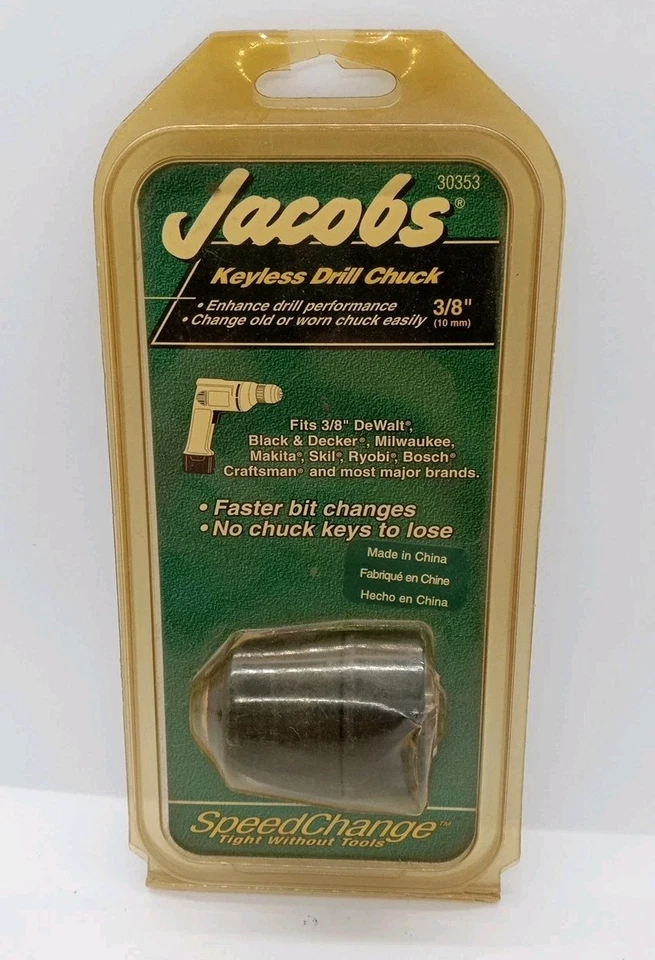 30353
Jacobs®
Keyless Drill Chuck
• Enhance drill performance
• Change old or worn chuck easily
3/8"
(10 mm)
Fits 3/8" DeWalt®,
Black & Decker®, Milwaukee,
Makita®, Skil®, Ryobi®, Bosch®
Craftsman® and most major brands.
• Faster bit changes
• No chuck keys to lose
Made in China
Fabriqué en Chine
Hecho en China
SpeedChange™
Tight Without Tools